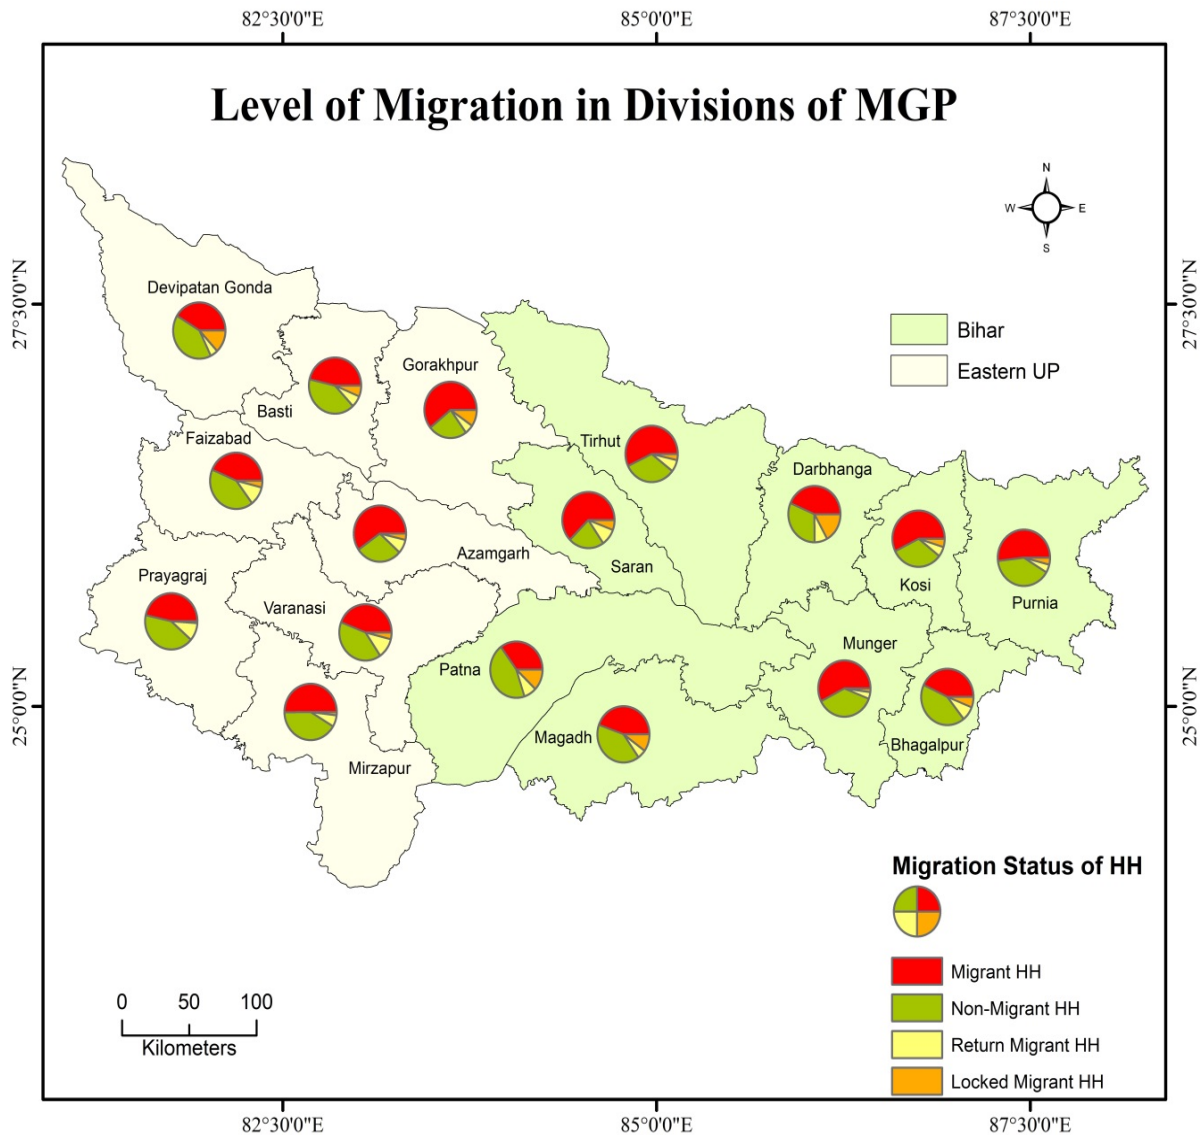 82°30'0"E 85°0'0"E 87°30'0"E
Level of Migration in Divisions of MGP
N
W E
S
27°30'0"N 27°30'0"N
Devipatan Gonda
Bihar
Eastern UP
Gorakhpur
Basti
Faizabad
Tirhut
Darbhanga
Azamgarh
Saran
Prayagraj
Kosi
Varanasi
Purnia
Munger
Patna
25°0'0"N 25°0'0"N
Magadh
Bhagalpur
Mirzapur
Migration Status of HH
Migrant HH
Non-Migrant HH
Return Migrant HH
Locked Migrant HH
0 50 100
Kilometers
82°30'0"E 85°0'0"E 87°30'0"E